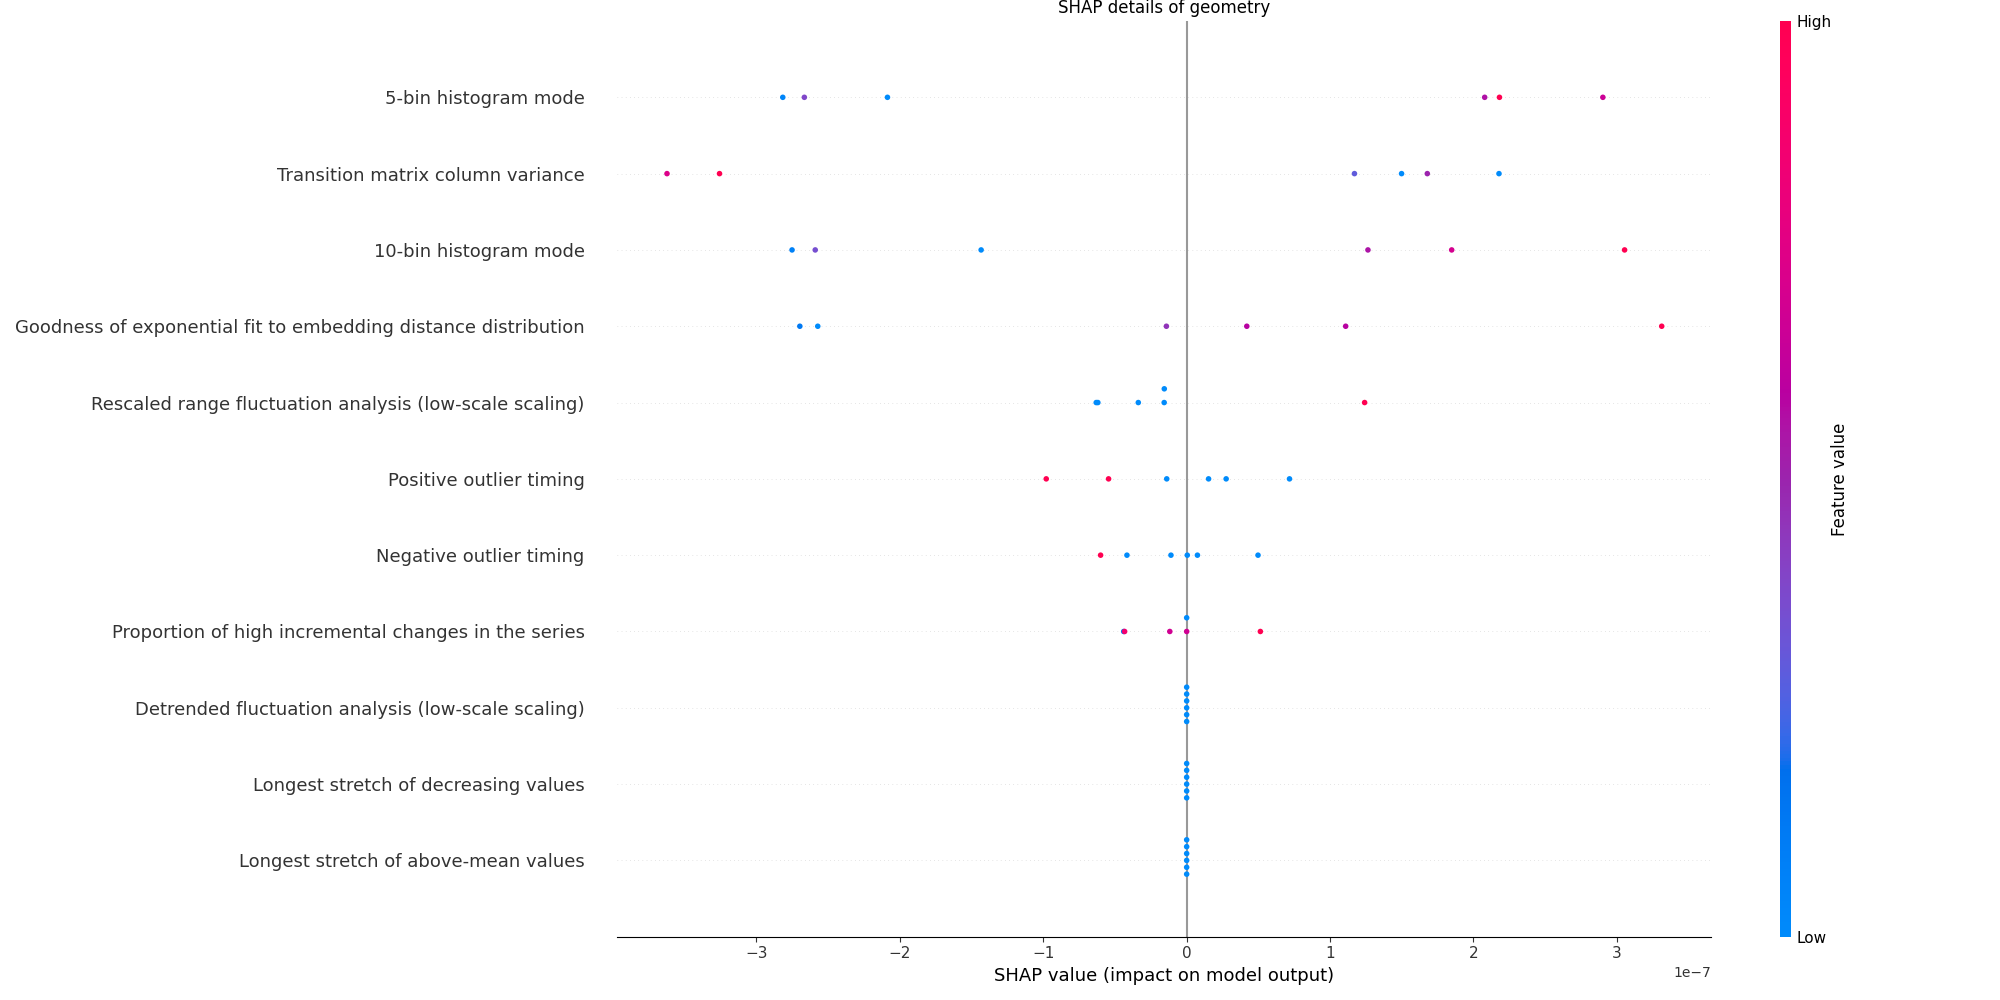 SHAP details of geometry
High
5-bin histogram mode
Transition matrix column variance
10-bin histogram mode
Goodness of exponential fit to embedding distance distribution
Rescaled range fluctuation analysis (low-scale scaling)
Positive outlier timing
Negative outlier timing
Proportion of high incremental changes in the series
Detrended fluctuation analysis (low-scale scaling)
Longest stretch of decreasing values
Longest stretch of above-mean values
Feature value
Low
−3 −2 −1 0 1 2 3
1e−7
SHAP value (impact on model output)